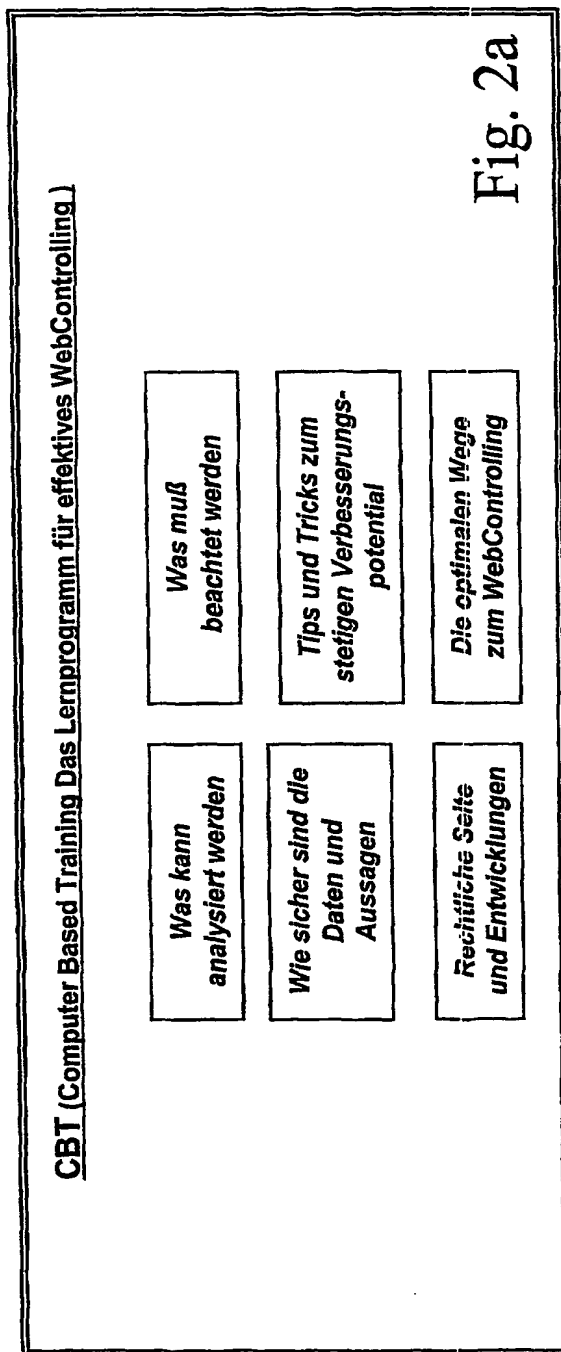 CBT (Computer Based Training Das Lernprogramm für effektives WebControlling )
Was kann
analysiert werden
Was muß
beachtet werden
Wie sicher sind die
Daten und
Aussagen
Tips und Tricks zum
stetigen Verbesserungs-
potential
Rechtliche Seite
und Entwicklungen
Die optimalen Wege
zum WebControlling
Fig. 2a